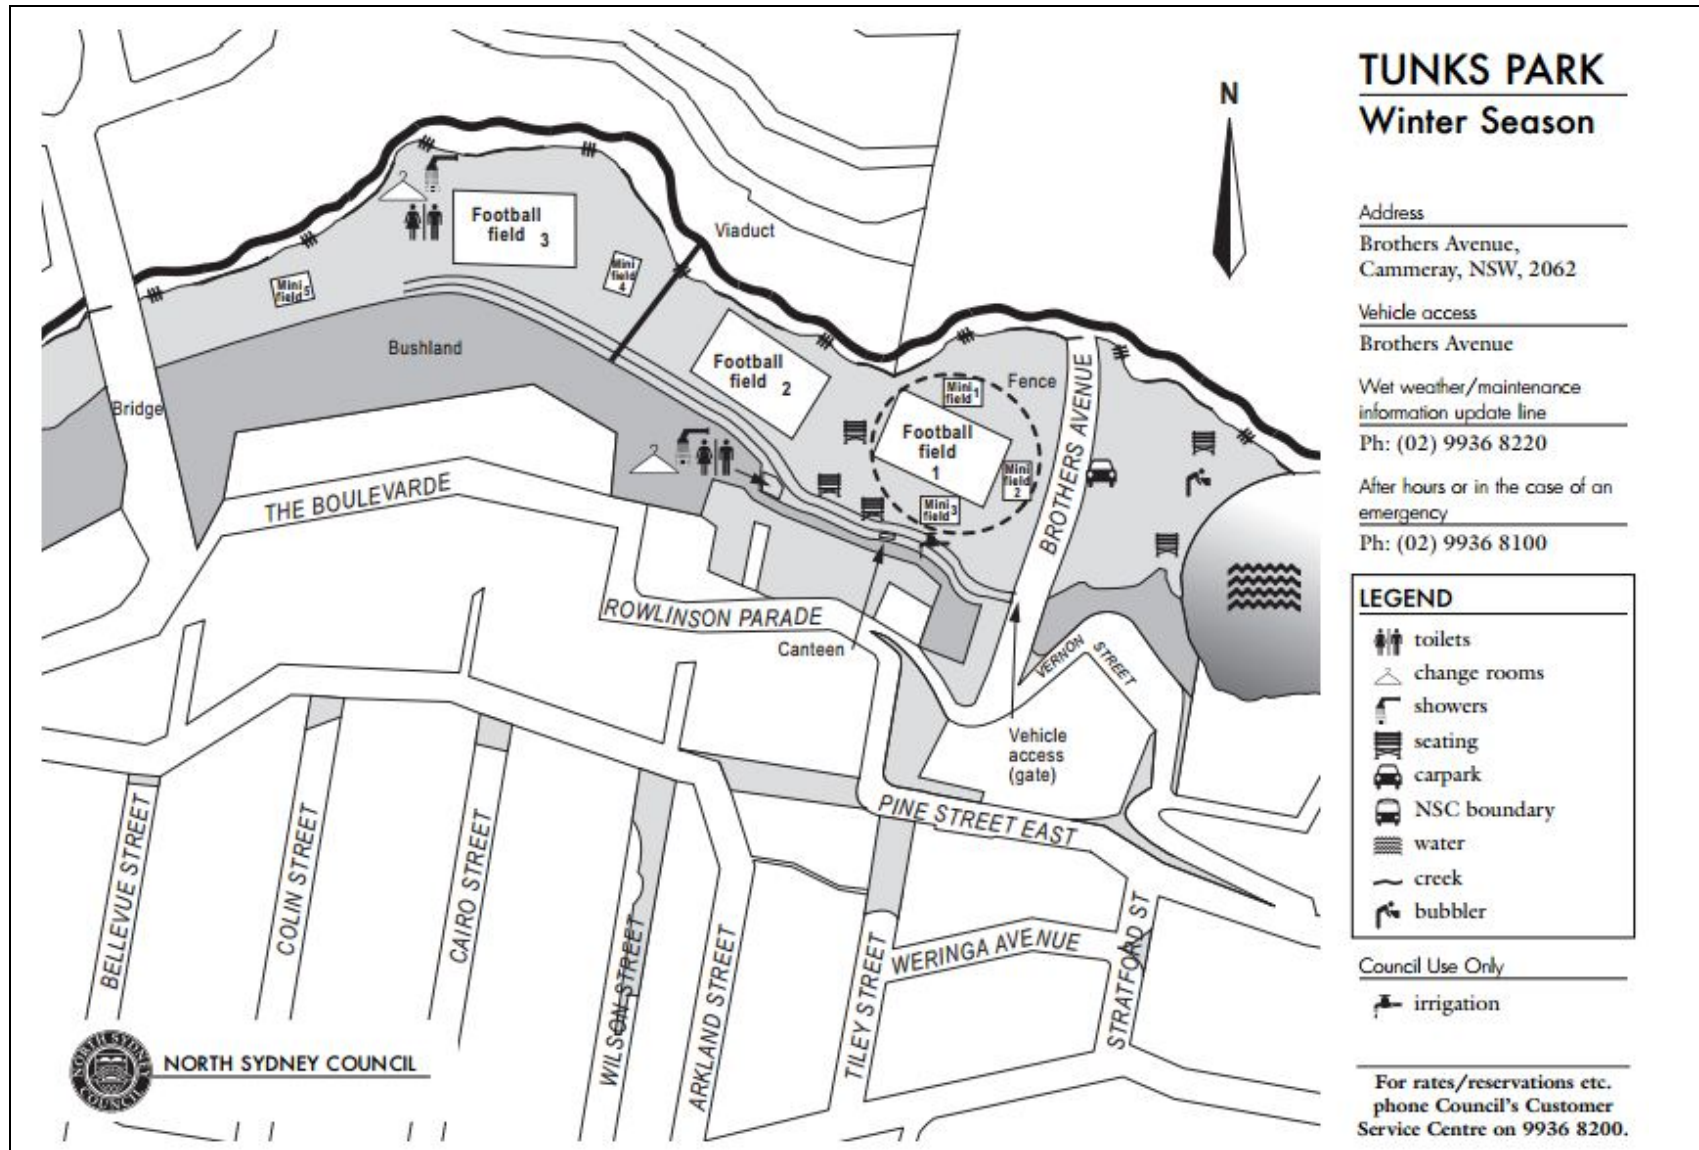 TUNKS PARK
Winter Season
N
Address
Brothers Avenue,
Cammeray, NSW, 2062
Vehicle access
Brothers Avenue
Wet weather/maintenance
information update line
Ph: (02) 9936 8220
After hours or in the case of an
emergency
Ph: (02) 9936 8100
LEGEND
toilets
change rooms
showers
seating
carpark
NSC boundary
water
creek
bubbler
Council Use Only
irrigation
For rates/reservations etc.
phone Council's Customer
Service Centre on 9936 8200.
Football
field 3
Viaduct
Mini
field 4
Mini
field 5
Bushland
Football
field 2
Bridge
Fence
Mini
field 1
Football
field
1
Mini
field
2
Mini
field 3
BROTHERS AVENUE
THE BOULEVARDE
ROWLINSON PARADE
Canteen
VERNON
STREET
Vehicle
access
(gate)
PINE STREET EAST
BELLEVUE STREET
COLIN STREET
CAIRO STREET
WILSON STREET
ARKLAND STREET
TILEY STREET
WERINGA AVENUE
STRATFORD ST
NORTH SYDNEY
COUNCIL
NORTH SYDNEY COUNCIL